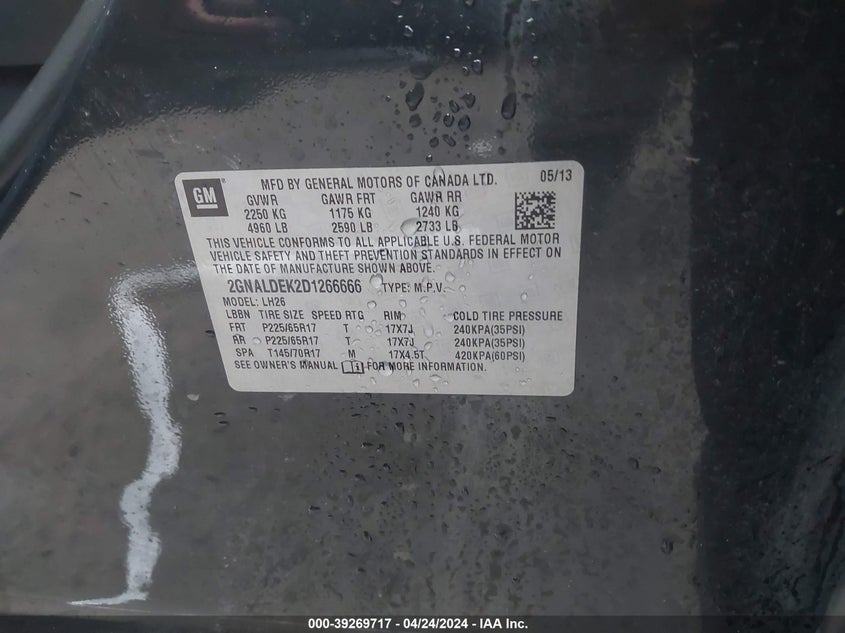 GM
MFD BY GENERAL MOTORS OF CANADA LTD. 05/13
GVWR GAWR FRT GAWR RR
2250 KG 1175 KG 1240 KG
4960 LB 2590 LB 2733 LB
THIS VEHICLE CONFORMS TO ALL APPLICABLE U.S. FEDERAL MOTOR
VEHICLE SAFETY AND THEFT PREVENTION STANDARDS IN EFFECT ON
THE DATE OF MANUFACTURE SHOWN ABOVE.
2GNALDEK2D1266666 TYPE: M.P.V.
MODEL: LH26
LBBN TIRE SIZE SPEED RTG RIM COLD TIRE PRESSURE
FRT P225/65R17 T 17X7J 240KPA(35PSI)
RR P225/65R17 T 17X7J 240KPA(35PSI)
SPA T145/70R17 M 17X4.5T 420KPA(60PSI)
SEE OWNER'S MANUAL FOR MORE INFORMATION.
000-39269717 - 04/24/2024 - IAA Inc.